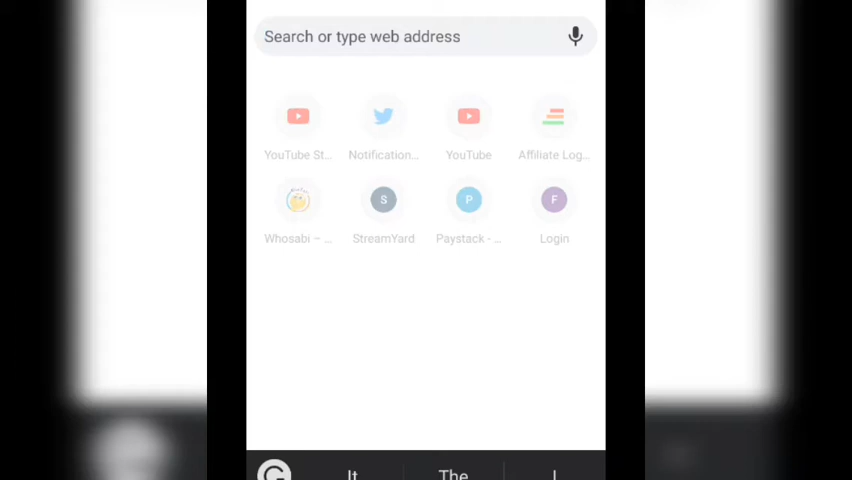 Search or type web address
YouTube St... Notification... YouTube Affiliate Log...
S P F
Whosabi – ... StreamYard Paystack - ... Login
It The I